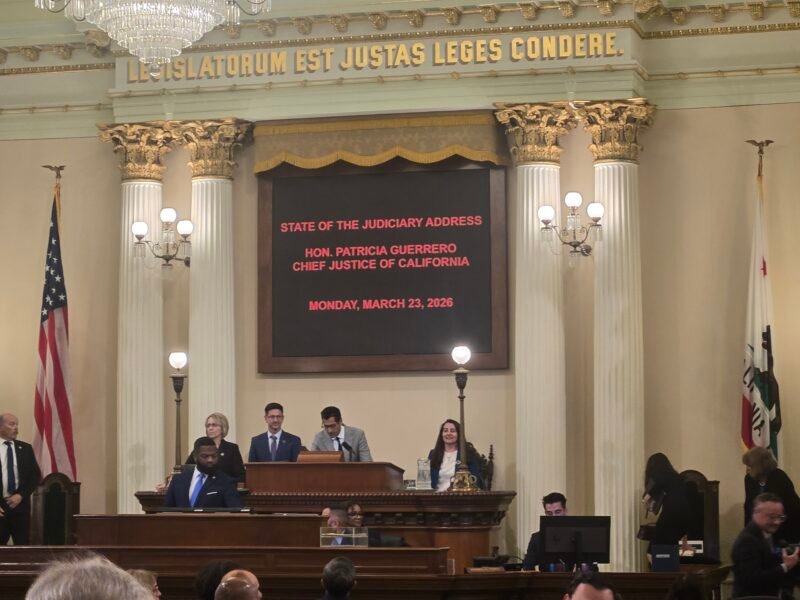 LEGISLATORUM EST JUSTAS LEGES CONDERE.
STATE OF THE JUDICIARY ADDRESS
HON. PATRICIA GUERRERO
CHIEF JUSTICE OF CALIFORNIA
MONDAY, MARCH 23, 2026